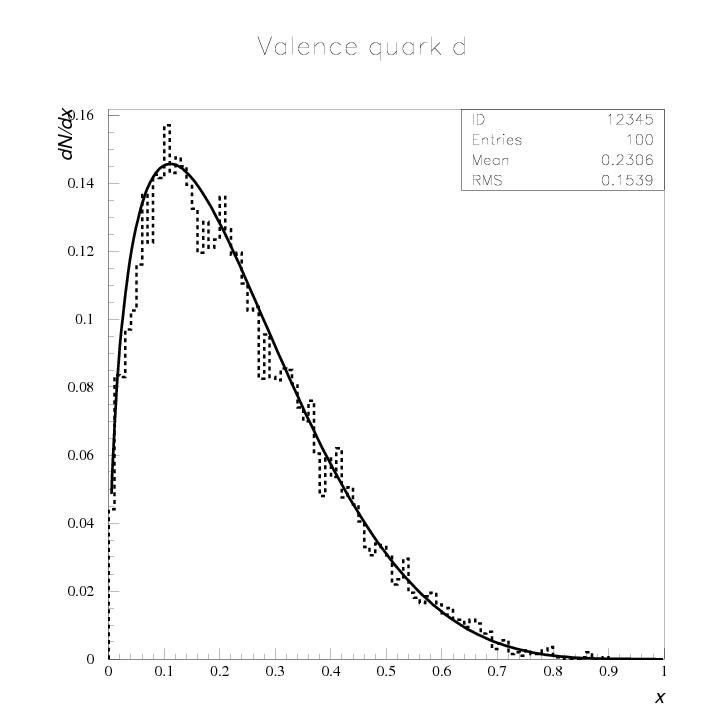 Valence quark d
dN/dx
ID 12345
Entries 100
Mean 0.2306
RMS 0.1539
0.16
0.14
0.12
0.1
0.08
0.06
0.04
0.02
0
0 0.1 0.2 0.3 0.4 0.5 0.6 0.7 0.8 0.9 1
x